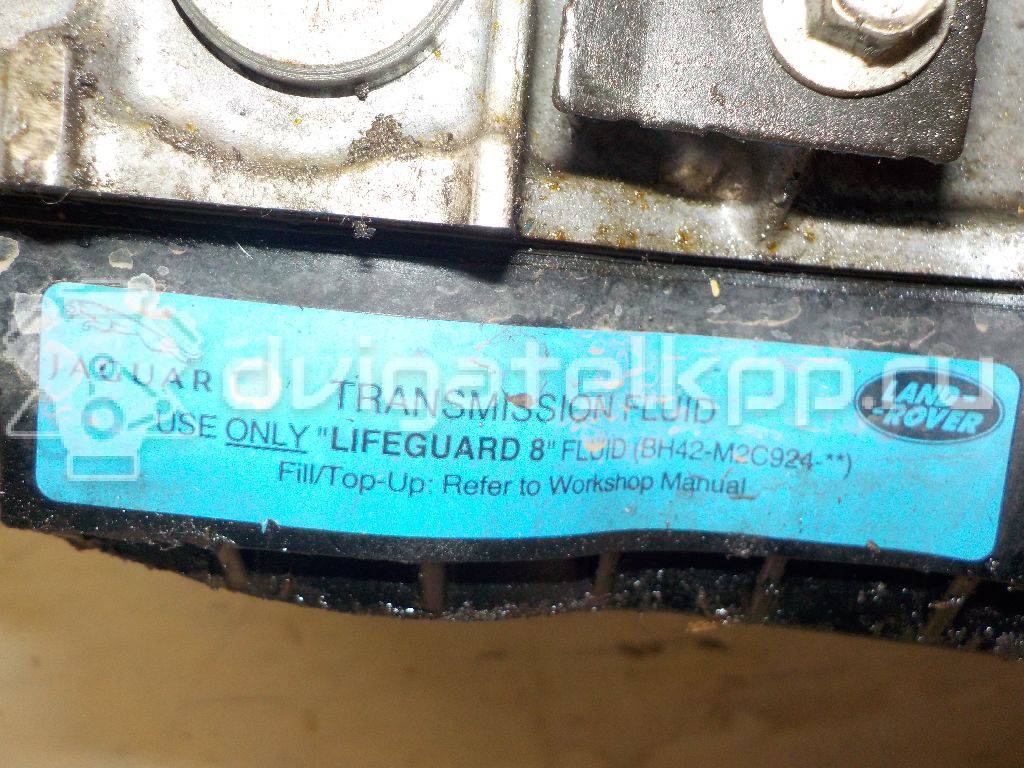 JAGUAR
TRANSMISSION FLUID
LAND-
-ROVER
USE ONLY "LIFEGUARD 8" FLUID (BH42-M2C924-**)
Fill/Top-Up: Refer to Workshop Manual
dvigatelkpp.ru